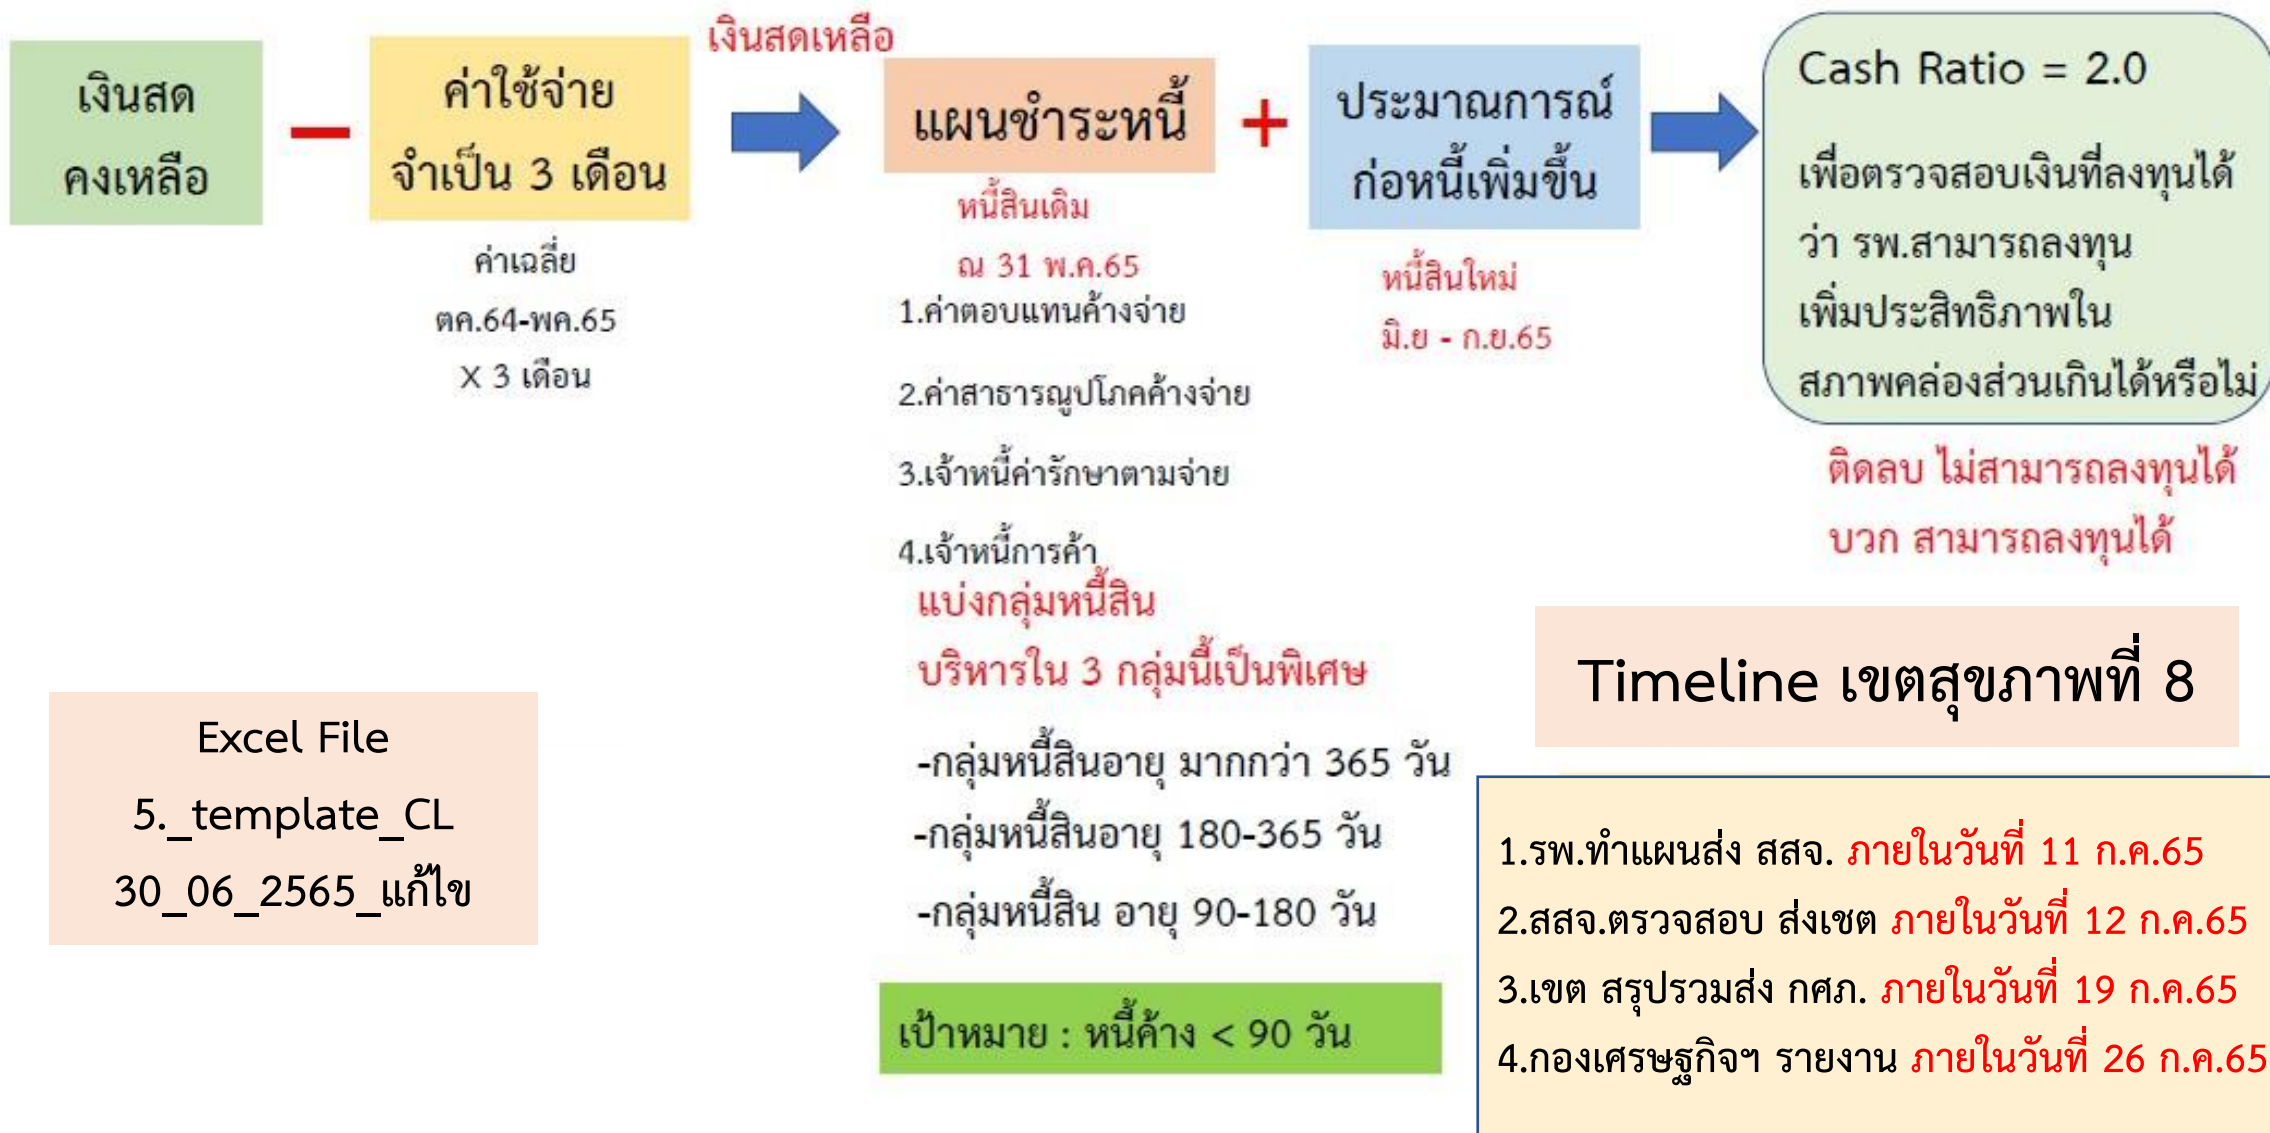 เงินสด
คงเหลือ
ค่าใช้จ่าย
จำเป็น 3 เดือน
ค่าเฉลี่ย
ตค.64-พค.65
X 3 เดือน
เงินสดเหลือ
แผนชำระหนี้
หนี้สินเดิม
ณ 31 พ.ค.65
1.ค่าตอบแทนค้างจ่าย
2.ค่าสาธารณูปโภคค้างจ่าย
3.เจ้าหนี้ค่ารักษาตามจ่าย
4.เจ้าหนี้การค้า
แบ่งกลุ่มหนี้สิน
บริหารใน 3 กลุ่มนี้เป็นพิเศษ
-กลุ่มหนี้สินอายุ มากกว่า 365 วัน
-กลุ่มหนี้สินอายุ 180-365 วัน
-กลุ่มหนี้สิน อายุ 90-180 วัน
เป้าหมาย : หนี้ค้าง < 90 วัน
+
ประมาณการณ์
ก่อหนี้เพิ่มขึ้น
หนี้สินใหม่
มิ.ย - ก.ย.65
Cash Ratio = 2.0
เพื่อตรวจสอบเงินที่ลงทุนได้
ว่า รพ.สามารถลงทุน
เพิ่มประสิทธิภาพใน
สภาพคล่องส่วนเกินได้หรือไม่
ติดลบ ไม่สามารถลงทุนได้
บวก สามารถลงทุนได้
Excel File
5._template_CL
30_06_2565_แก้ไข
Timeline เขตสุขภาพที่ 8
1.รพ.ทำแผนส่ง สสจ. ภายในวันที่ 11 ก.ค.65
2.สสจ.ตรวจสอบ ส่งเชต ภายในวันที่ 12 ก.ค.65
3.เขต สรุปรวมส่ง กศภ. ภายในวันที่ 19 ก.ค.65
4.กองเศรษฐกิจฯ รายงาน ภายในวันที่ 26 ก.ค.65